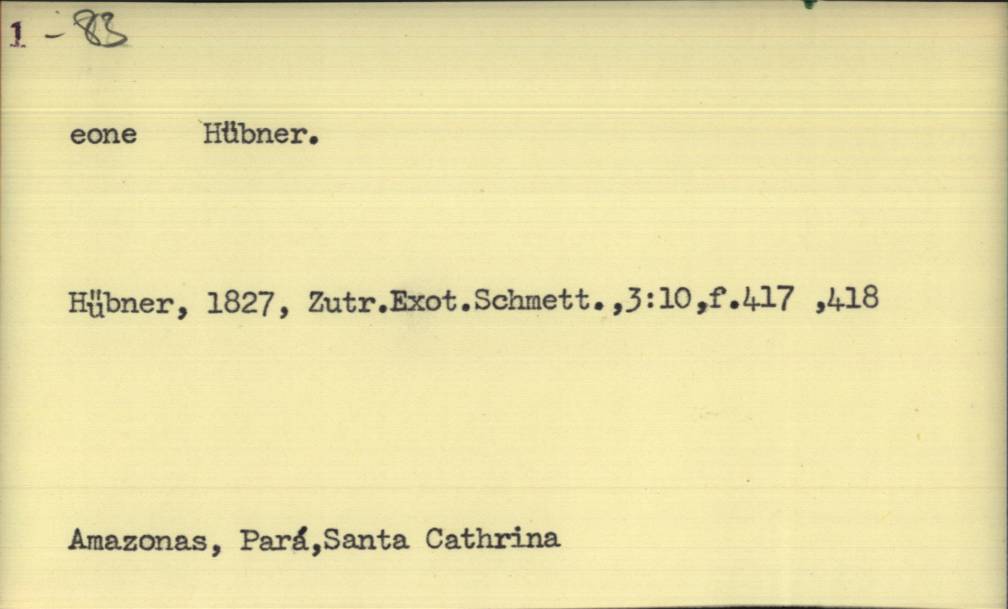 1 - 83
eone Hübner.
Hübner, 1827, Zutr.Exot.Schmett.,3:10,f.417 ,418
Amazonas, Pará,Santa Cathrina